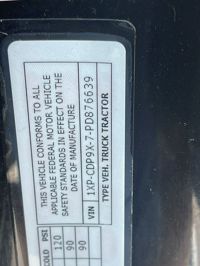 THIS VEHICLE CONFORMS TO ALL
APPLICABLE FEDERAL MOTOR VEHICLE
SAFETY STANDARDS IN EFFECT ON THE
DATE OF MANUFACTURE
VIN 1XP-CDP9X-7-PD876639
TYPE VEH. TRUCK TRACTOR
COLD PSI
120
90
90